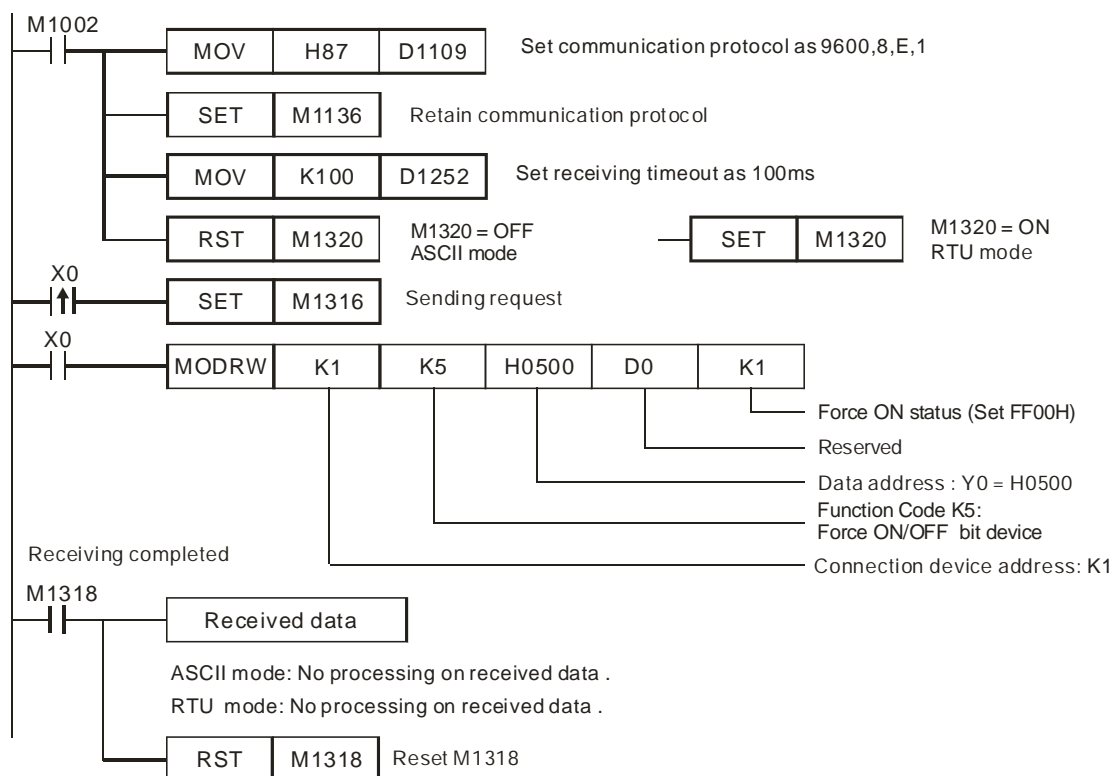 M1002
MOV H87 D1109 Set communication protocol as 9600,8,E,1
SET M1136 Retain communication protocol
MOV K100 D1252 Set receiving timeout as 100ms
RST M1320 M1320 = OFF
ASCII mode
SET M1320 M1320 = ON
RTU mode
X0
SET M1316 Sending request
X0
MODRW K1 K5 H0500 D0 K1
Force ON status (Set FF00H)
Reserved
Data address : Y0 = H0500
Function Code K5:
Force ON/OFF bit device
Connection device address: K1
Receiving completed
M1318
Received data
ASCII mode: No processing on received data .
RTU mode: No processing on received data .
RST M1318 Reset M1318